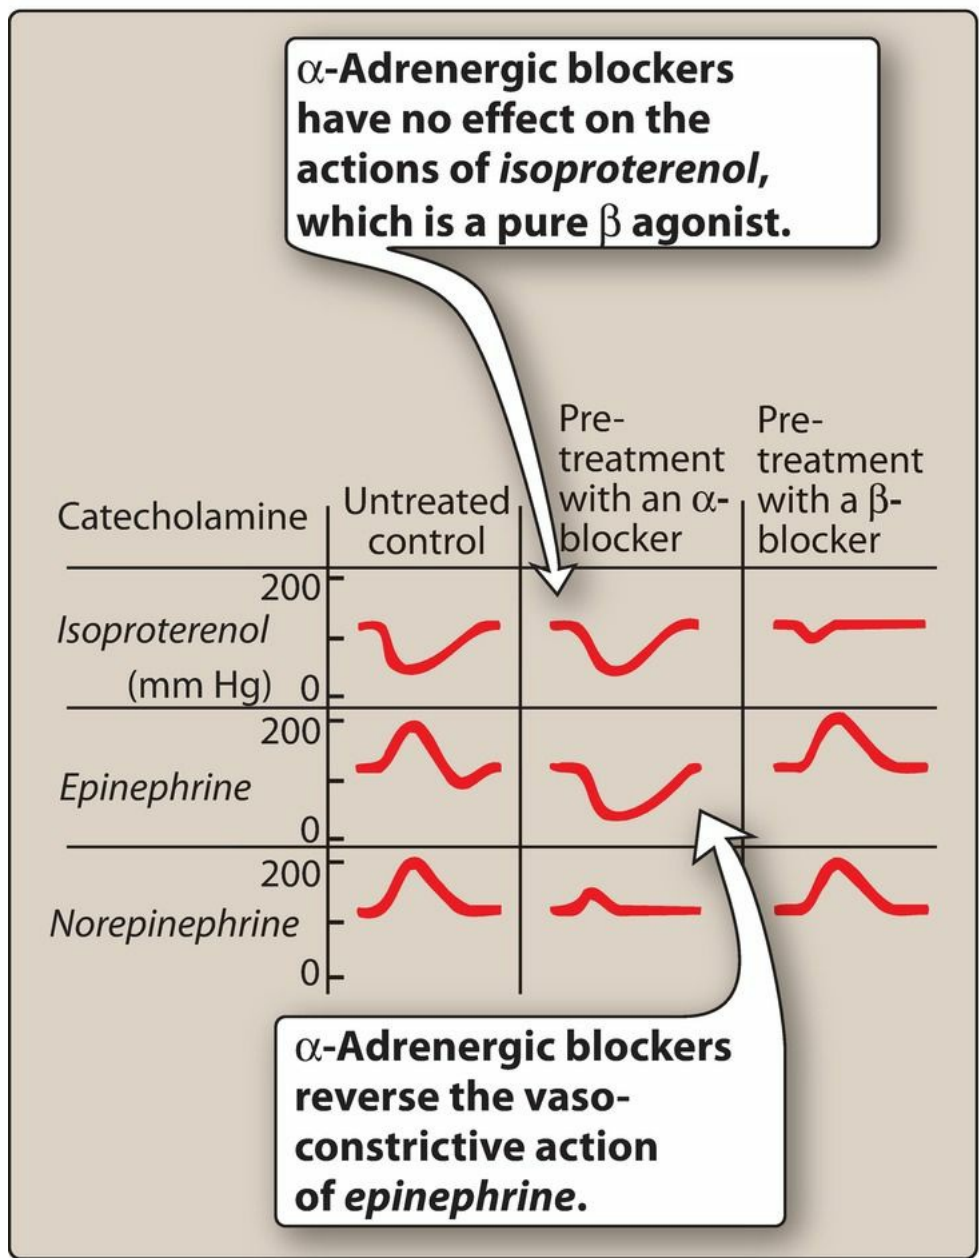 α-Adrenergic blockers
have no effect on the
actions of isoproterenol,
which is a pure β agonist.
Catecholamine
Untreated
control
Pre-
treatment
with an α-
blocker
Pre-
treatment
with a β-
blocker
200
Isoproterenol
(mm Hg) 0
200
Epinephrine
0
200
Norepinephrine
0
α-Adrenergic blockers
reverse the vaso-
constrictive action
of epinephrine.